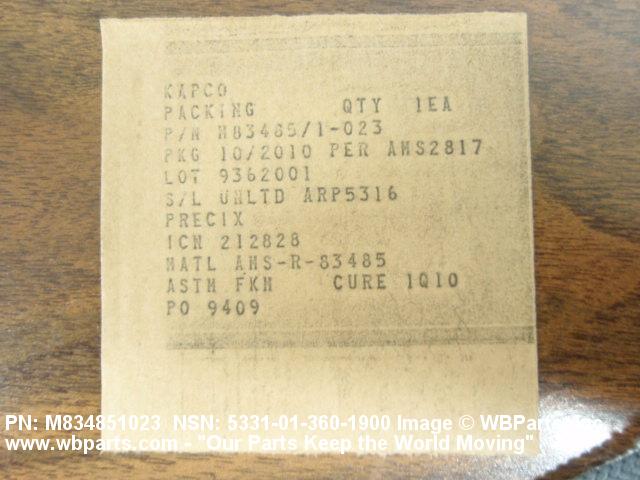 KAPCO
PACKING QTY 1EA
P/N M83485/1-023
PKG 10/2010 PER AMS2817
LOT 9362001
S/L UNLTD ARP5316
PRECIX
ICN 212828
MATL AMS-R-83485
ASTM FKM CURE 1Q10
PO 9409
PN: M834851023 NSN: 5331-01-360-1900 Image © WBParts
www.wbparts.com - "Our Parts Keep the World Moving"